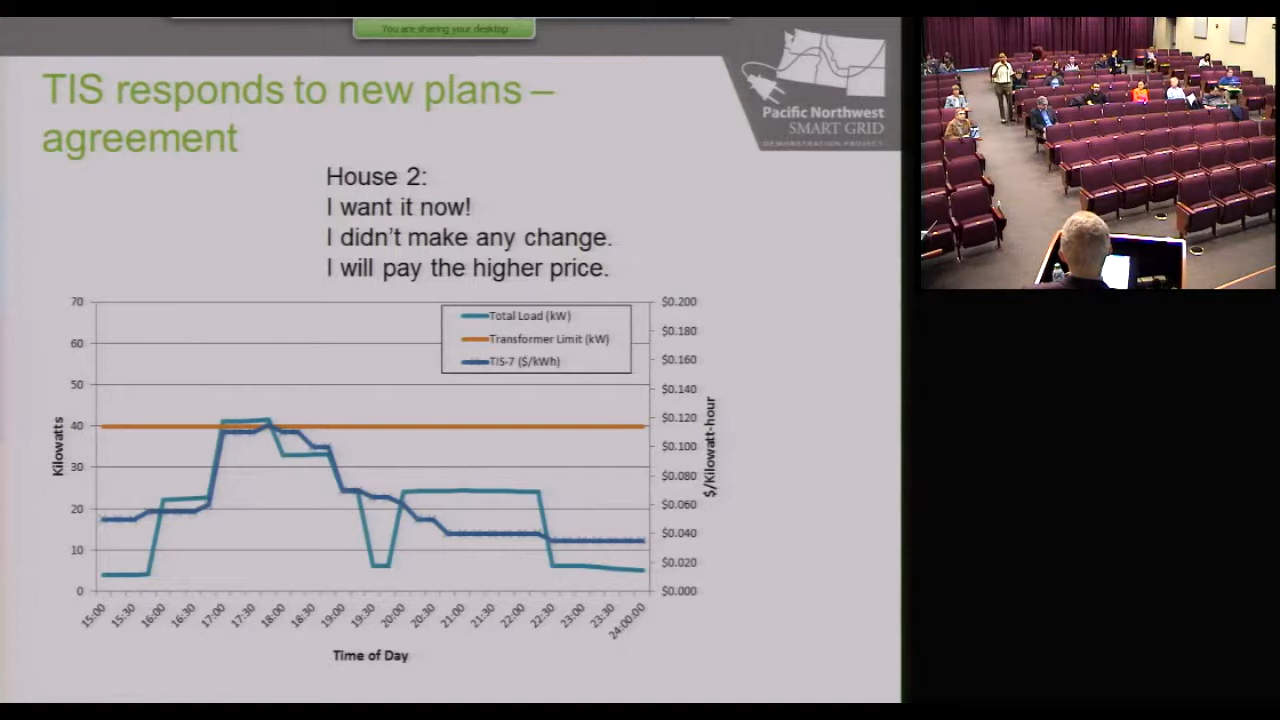 You are sharing your desktop
TIS responds to new plans –
agreement
Pacific Northwest
SMART GRID
DEMONSTRATION PROJECT
House 2:
I want it now!
I didn't make any change.
I will pay the higher price.
Total Load (kW)
Transformer Limit (kW)
TIS-7 ($/kWh)
Kilowatts
70
60
50
40
30
20
10
0
$0.200
$0.180
$0.160
$0.140
$0.120
$0.100
$0.080
$0.060
$0.040
$0.020
$0.000
$/Kilowatt-hour
15:00
15:30
16:00
16:30
17:00
17:30
18:00
18:30
19:00
19:30
20:00
20:30
21:00
21:30
22:00
22:30
23:00
23:30
24:00:00
Time of Day